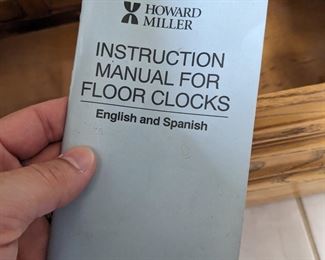 HOWARD
MILLER
INSTRUCTION
MANUAL FOR
FLOOR CLOCKS
English and Spanish